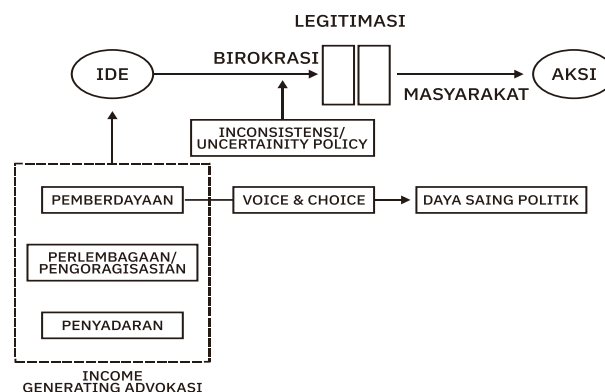 LEGITIMASI
BIROKRASI
IDE
AKSI
MASYARAKAT
INCONSISTENSI/
UNCERTAINITY POLICY
PEMBERDAYAAN
VOICE & CHOICE
DAYA SAING POLITIK
PERLEMBAGAAN/
PENGORAGISASIAN
PENYADARAN
INCOME
GENERATING ADVOKASI